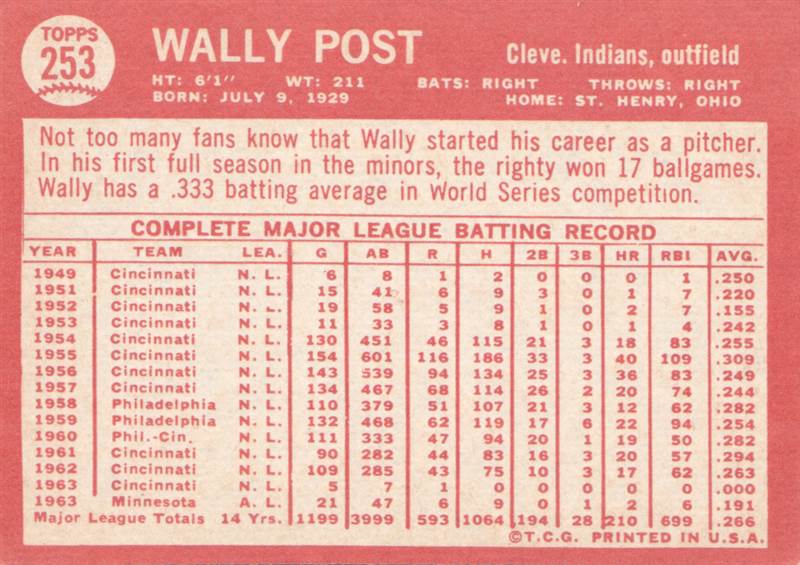 TOPPS
253
WALLY POST
Cleve. Indians, outfield
HT: 6'1" WT: 211 BATS: RIGHT THROWS: RIGHT
BORN: JULY 9, 1929 HOME: ST. HENRY, OHIO
Not too many fans know that Wally started his career as a pitcher.
In his first full season in the minors, the righty won 17 ballgames.
Wally has a .333 batting average in World Series competition.
COMPLETE MAJOR LEAGUE BATTING RECORD
YEAR TEAM LEA. G AB R H 2B 3B HR RBI AVG.
1949 Cincinnati N. L. 6 8 1 2 0 0 0 1 .250
1951 Cincinnati N. L. 15 41 6 9 3 0 1 7 .220
1952 Cincinnati N. L. 19 58 5 9 1 0 2 7 .155
1953 Cincinnati N. L. 11 33 3 8 1 0 1 4 .242
1954 Cincinnati N. L. 130 451 46 115 21 3 18 83 .255
1955 Cincinnati N. L. 154 601 116 186 33 3 40 109 .309
1956 Cincinnati N. L. 143 539 94 134 25 3 36 83 .249
1957 Cincinnati N. L. 134 467 68 114 26 2 20 74 .244
1958 Philadelphia N. L. 110 379 51 107 21 3 12 62 .282
1959 Philadelphia N. L. 132 468 62 119 17 6 22 94 .254
1960 Phil.-Cin. N. L. 111 333 47 94 20 1 19 50 .282
1961 Cincinnati N. L. 90 282 44 83 16 3 20 57 .294
1962 Cincinnati N. L. 109 285 43 75 10 3 17 62 .263
1963 Cincinnati N. L. 5 7 1 0 0 0 0 0 .000
1963 Minnesota A. L. 21 47 6 9 0 1 2 6 .191
Major League Totals 14 Yrs. 1199 3999 593 1064 194 28 210 699 .266
©T.C.G. PRINTED IN U.S.A.